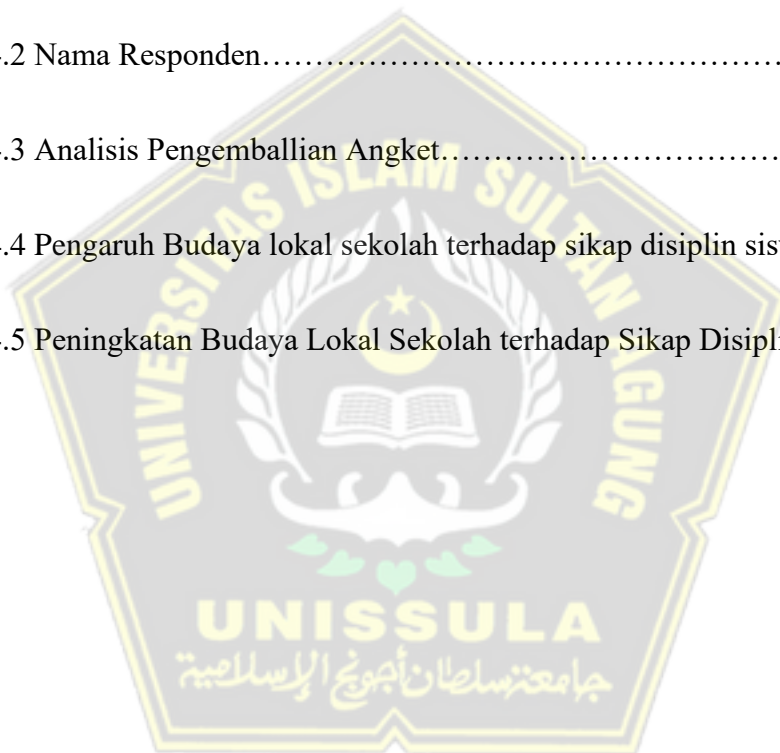 .2 Nama Responden……………………………………………….
.3 Analisis Pengemballian Angket…………………………….
.4 Pengaruh Budaya lokal sekolah terhadap sikap disiplin sis
.5 Peningkatan Budaya Lokal Sekolah terhadap Sikap Disipli
UNIVERSITAS ISLAM SULTAN AGUNG
UNISSULA
جامعة سلطان أجونج الإسلامية